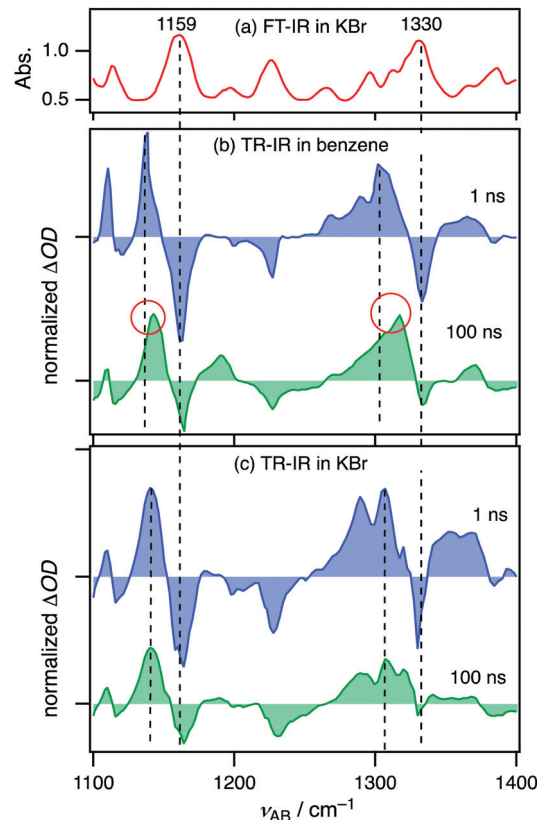 1159 1330
(a) FT-IR in KBr
Abs.
1.0
0.5
(b) TR-IR in benzene
1 ns
100 ns
normalized ΔOD
(c) TR-IR in KBr
1 ns
100 ns
normalized ΔOD
1100 1200 1300 1400
νAB / cm⁻¹